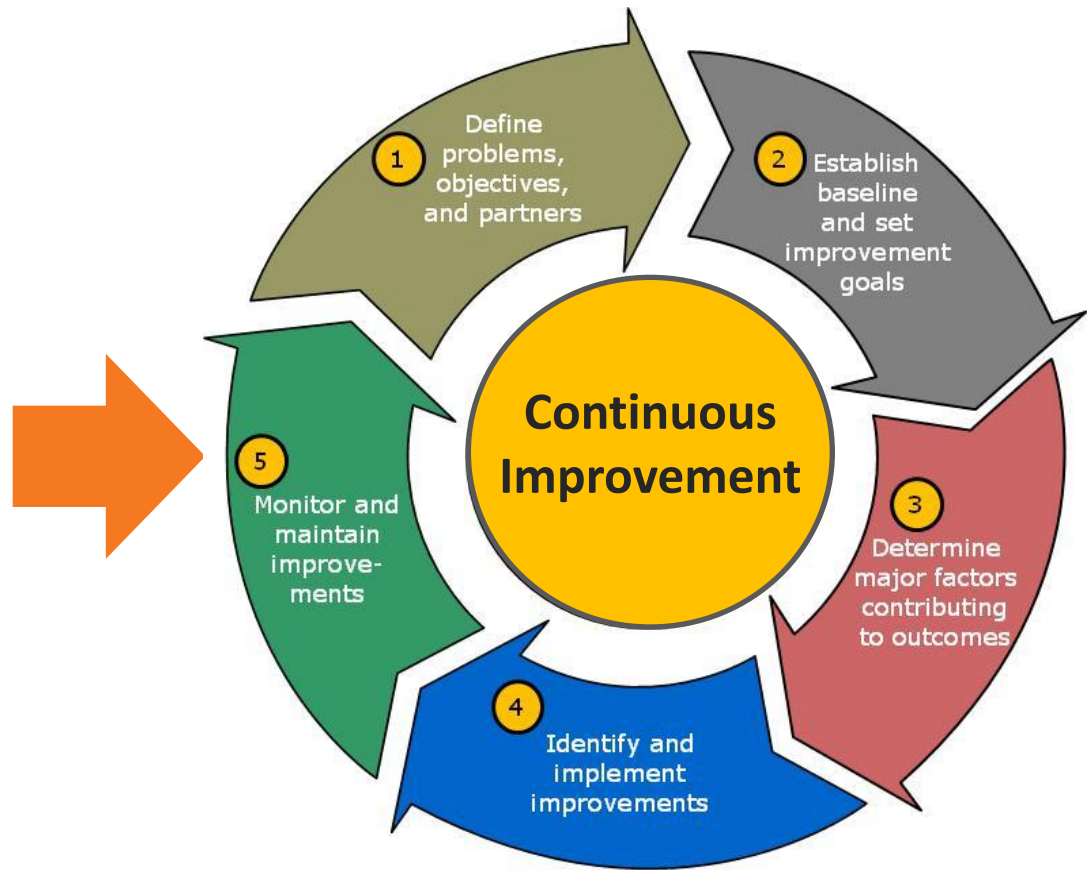 1
Define
problems,
objectives,
and partners
2
Establish
baseline
and set
improvement
goals
3
Determine
major factors
contributing
to outcomes
4
Identify and
implement
improvements
5
Monitor and
maintain
improve-
ments
Continuous
Improvement